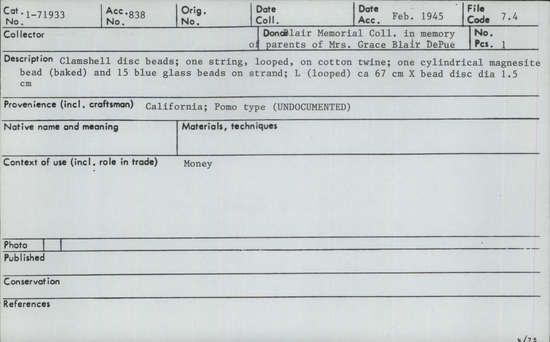 Cat. No. 1-71933 Acc. No. 838 Orig. No. Date Coll. Date Acc. Feb. 1945 File Code 7.4
Collector Donor Blair Memorial Coll. in memory of parents of Mrs. Grace Blair DePue No. Pcs. 1
Description Clamshell disc beads; one string, looped, on cotton twine; one cylindrical magnesite
bead (baked) and 15 blue glass beads on strand; L (looped) ca 67 cm X bead disc dia 1.5
cm
Provenience (incl. craftsman) California; Pomo type (UNDOCUMENTED)
Native name and meaning Materials, techniques
Context of use (incl. role in trade) Money
Photo
Published
Conservation
References